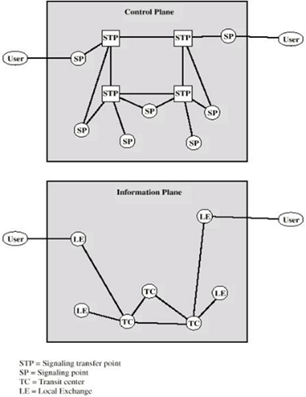 Control Plane
STP
STP
SP
User
User
SP
STP
STP
SP
SP
SP
SP
SP
Information Plane
LE
User
User
LE
TC
LE
LE
TC
TC
STP = Signaling transfer point
SP = Signaling point
TC = Transit center
LE = Local Exchange